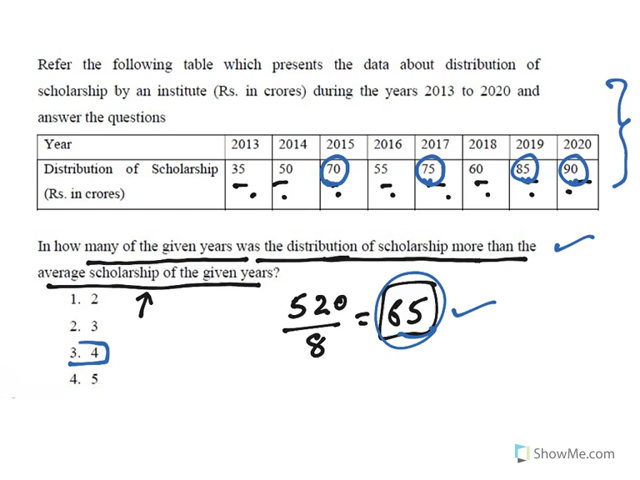 Refer the following table which presents the data about distribution of
scholarship by an institute (Rs. in crores) during the years 2013 to 2020 and
answer the questions
Year 2013 2014 2015 2016 2017 2018 2019 2020
Distribution of Scholarship 35 50 70 55 75 60 85 90
(Rs. in crores)
In how many of the given years was the distribution of scholarship more than the
average scholarship of the given years?
1. 2
2. 3
3. 4
4. 5
520/8 = 65
ShowMe.com